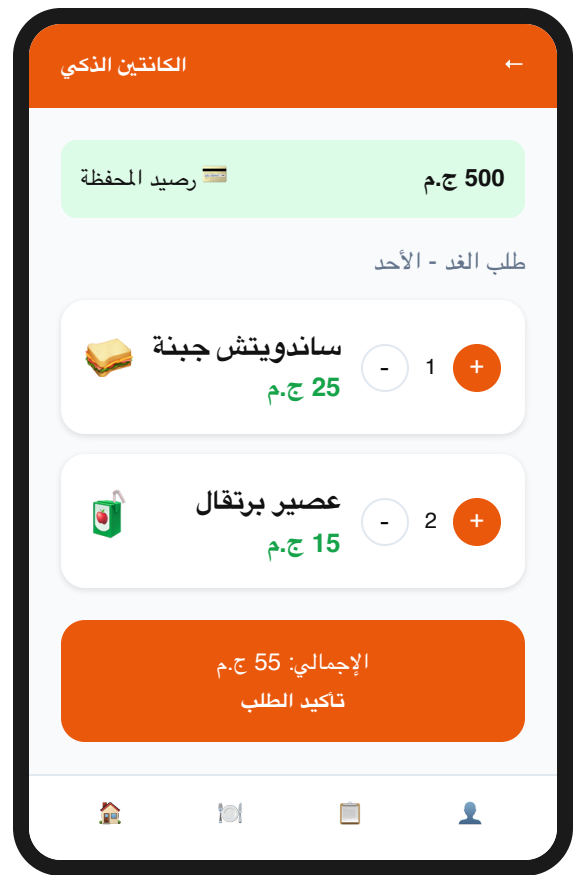 الكانتين الذكي ←
💳 رصيد المحفظة
500 ج.م
طلب الغد - الأحد
ساندويتش جبنة
25 ج.م
- 1 +
عصير برتقال
15 ج.م
- 2 +
الإجمالي: 55 ج.م
تأكيد الطلب